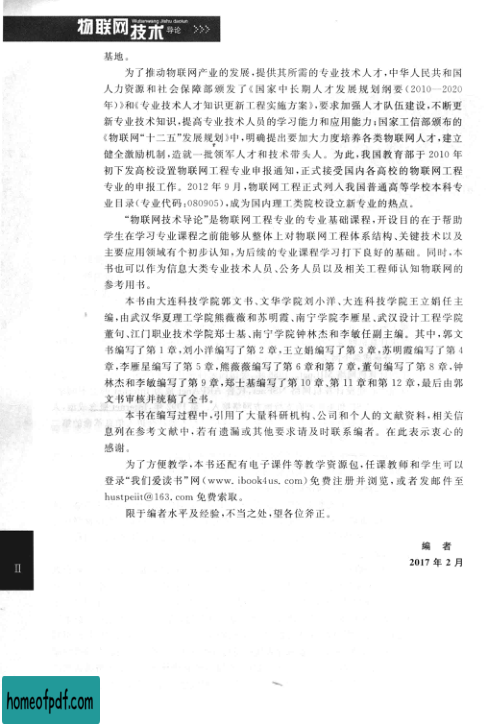 物联网技术导论 >>>
Wulianwang Jishu daolun
基地。
为了推动物联网产业的发展,提供其所需的专业技术人才,中华人民共和国
人力资源和社会保障部颁发了《国家中长期人才发展规划纲要(2010—2020
年)》和《专业技术人才知识更新工程实施方案》,要求加强人才队伍建设,不断更
新专业技术知识,提高专业技术人员的学习能力和应用能力;国家工信部颁布的
《物联网“十二五”发展规划》中,明确提出要加大力度培养各类物联网人才,建立
健全激励机制,造就一批领军人才和技术带头人。为此,我国教育部于 2010 年
初下发高校设置物联网工程专业申报通知,正式接受国内各高校的物联网工程
专业的申报工作。2012 年 9 月,物联网工程正式列入我国普通高等学校本科专
业目录(专业代码:080905),成为国内理工类院校设立新专业的热点。
“物联网技术导论”是物联网工程专业的专业基础课程,开设目的在于帮助
学生在学习专业课程之前能够从整体上对物联网工程体系结构、关键技术以及
主要应用领域有个初步认知,为后续的专业课程学习打下良好的基础。同时,本
书也可以作为信息大类专业技术人员、公务人员以及相关工程师认知物联网的
参考用书。
本书由大连科技学院郭文书、文华学院刘小洋、大连科技学院王立娟任主
编,由武汉华夏理工学院熊薇薇和苏明霞、南宁学院李雁星、武汉设计工程学院
董句、江门职业技术学院郑士基、南宁学院钟林杰和李敏任副主编。其中,郭文
书编写了第 1 章,刘小洋编写了第 2 章,王立娟编写了第 3 章,苏明霞编写了第 4
章,李雁星编写了第 5 章,熊薇薇编写了第 6 章和第 7 章,董句编写了第 8 章,钟
林杰和李敏编写了第 9 章,郑士基编写了第 10 章、第 11 章和第 12 章,最后由郭
文书审核并统稿了全书。
本书在编写过程中,引用了大量科研机构、公司和个人的文献资料,相关信
息列在参考文献中,若有遗漏或其他要求请及时联系编者。在此表示衷心的
感谢。
为了方便教学,本书还配有电子课件等教学资源包,任课教师和学生可以
登录“我们爱读书”网(www.ibook4us.com)免费注册并浏览,或者发邮件至
hustpeiit@163.com 免费索取。
限于编者水平及经验,不当之处,望各位斧正。
编 者
2017 年 2 月
II
homeofpdf.com